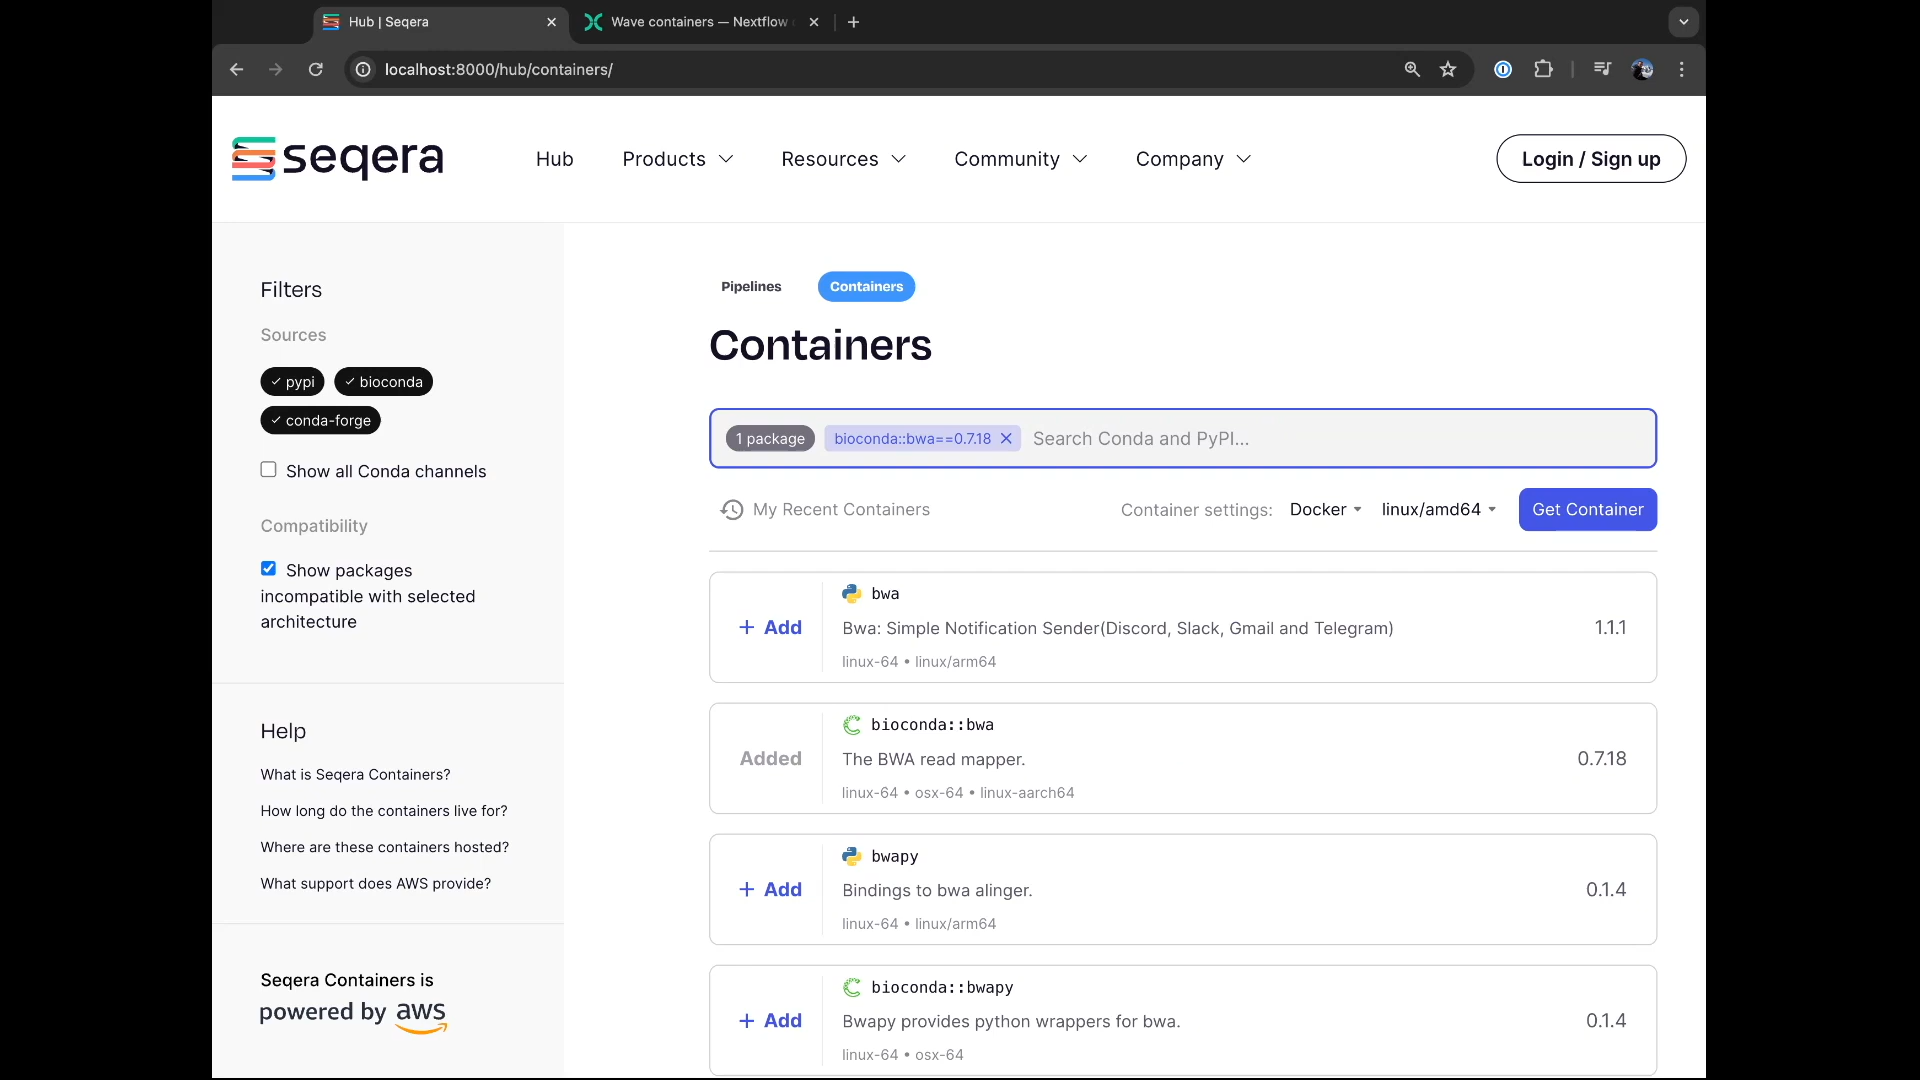 Hub | Seqera
Wave containers — Nextflow
localhost:8000/hub/containers/
seqera
Hub
Products
Resources
Community
Company
Login / Sign up
Filters
Sources
pypi
bioconda
conda-forge
Show all Conda channels
Compatibility
Show packages
incompatible with selected
architecture
Help
What is Seqera Containers?
How long do the containers live for?
Where are these containers hosted?
What support does AWS provide?
Seqera Containers is
powered by aws
Pipelines
Containers
Containers
1 package
bioconda::bwa==0.7.18
Search Conda and PyPI...
My Recent Containers
Container settings:
Docker
linux/amd64
Get Container
bwa
+ Add
Bwa: Simple Notification Sender(Discord, Slack, Gmail and Telegram)
1.1.1
linux-64 • linux/arm64
bioconda::bwa
Added
The BWA read mapper.
0.7.18
linux-64 • osx-64 • linux-aarch64
bwapy
+ Add
Bindings to bwa alinger.
0.1.4
linux-64 • linux/arm64
bioconda::bwapy
+ Add
Bwapy provides python wrappers for bwa.
0.1.4
linux-64 • osx-64